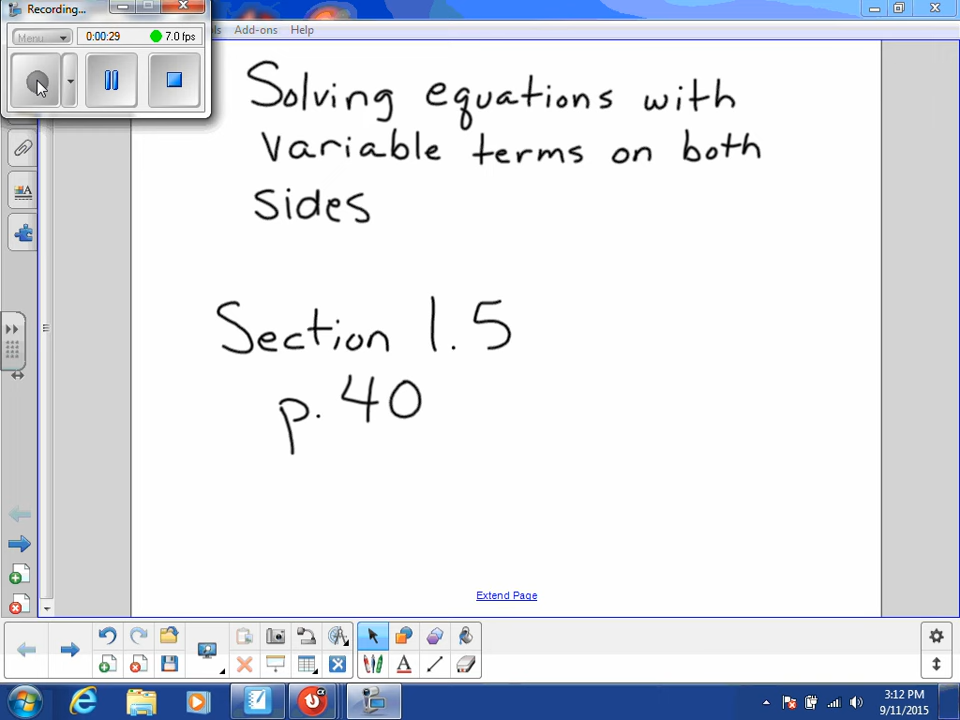 Recording...
Menu
0:00:29
7.0 fps
Add-ons Help
Solving equations with
variable terms on both
sides
Section 1.5
p. 40
Extend Page
3:12 PM
9/11/2015